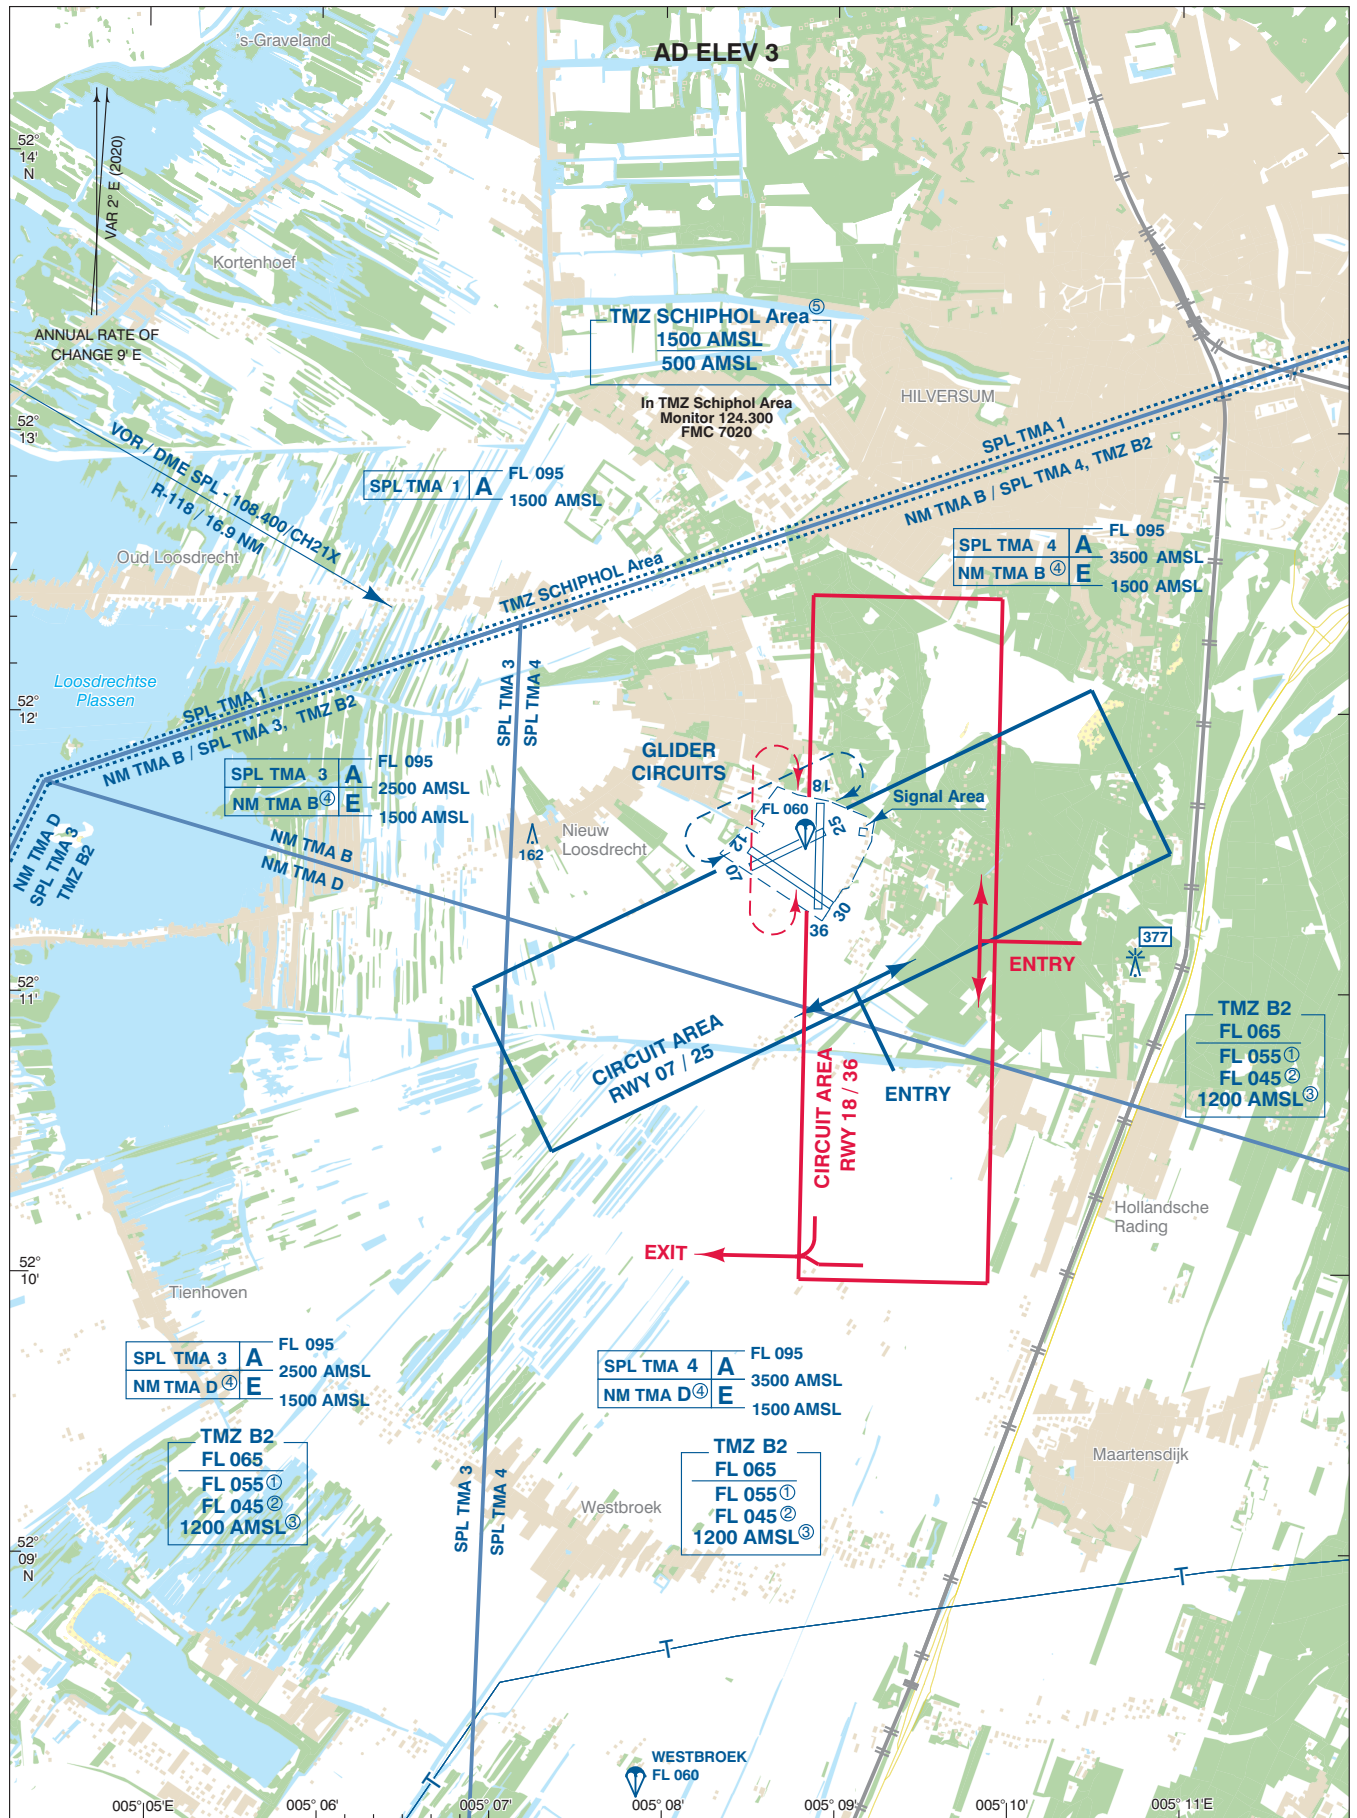 's-Graveland
AD ELEV 3
52°
14'
N
VAR 2° E (2020)
Kortenhoef
ANNUAL RATE OF
CHANGE 9' E
TMZ SCHIPHOL Area⑤
1500 AMSL
500 AMSL
In TMZ Schiphol Area
Monitor 124.300
FMC 7020
HILVERSUM
52°
13'
VOR / DME SPL - 108.400/CH21X
R-118 / 16.9 NM
SPL TMA 1 A FL 095
1500 AMSL
SPL TMA 1
NM TMA B / SPL TMA 4, TMZ B2
Oud Loosdrecht
TMZ SCHIPHOL Area
SPL TMA 4 A FL 095
3500 AMSL
NM TMA B④ E
1500 AMSL
Loosdrechtse
Plassen
52°
12'
SPL TMA 1
NM TMA B / SPL TMA 3, TMZ B2
SPL TMA 3
SPL TMA 4
SPL TMA 3 A FL 095
2500 AMSL
NM TMA B④ E
1500 AMSL
GLIDER
CIRCUITS
FL 060
18
25
Signal Area
12
07
30
36
NM TMA D
SPL TMA 3
TMZ B2
NM TMA B
NM TMA D
162
Nieuw
Loosdrecht
377
ENTRY
52°
11'
CIRCUIT AREA
RWY 07 / 25
CIRCUIT AREA
RWY 18 / 36
ENTRY
TMZ B2
FL 065
FL 055①
FL 045②
1200 AMSL③
Hollandsche
Rading
EXIT
52°
10'
Tienhoven
SPL TMA 3 A FL 095
2500 AMSL
NM TMA D④ E
1500 AMSL
SPL TMA 4 A FL 095
3500 AMSL
NM TMA D④ E
1500 AMSL
TMZ B2
FL 065
FL 055①
FL 045②
1200 AMSL③
TMZ B2
FL 065
FL 055①
FL 045②
1200 AMSL③
SPL TMA 3
SPL TMA 4
Westbroek
Maartensdijk
52°
09'
N
T
T
T
WESTBROEK
FL 060
005° 05'E
005° 06'
005° 07'
005° 08'
005° 09'
005° 10'
005° 11'E